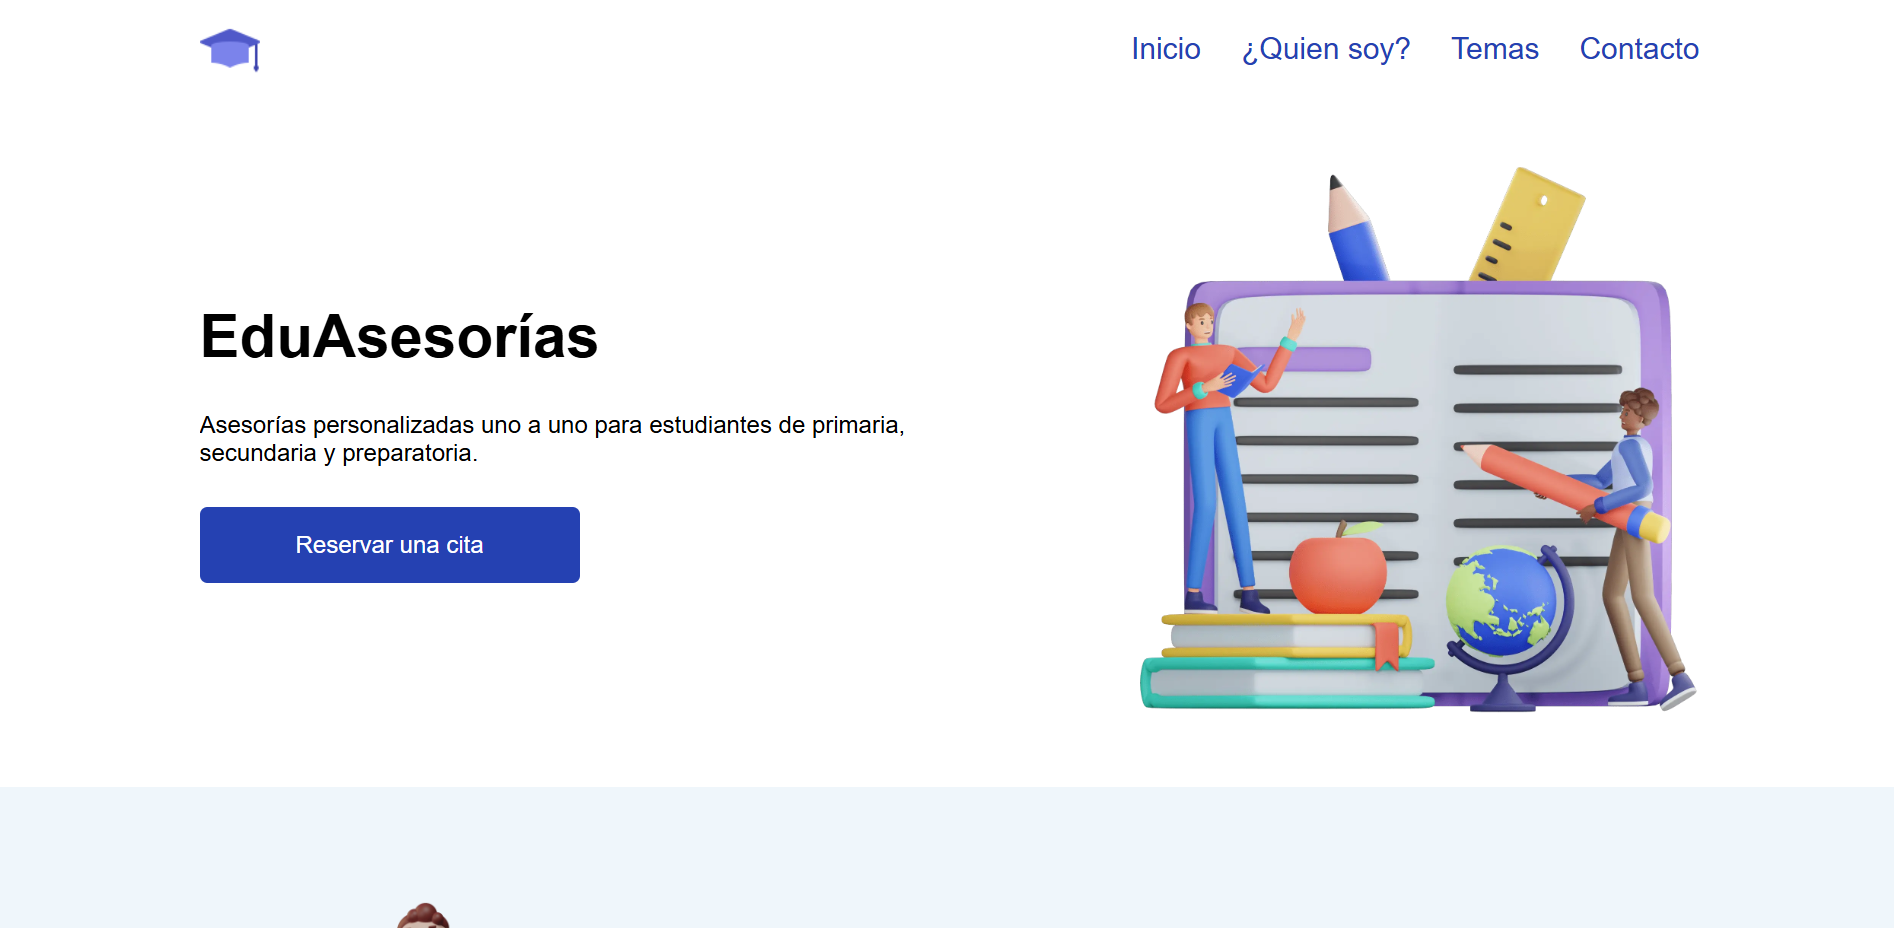 Inicio ¿Quien soy? Temas Contacto
EduAsesorías
Asesorías personalizadas uno a uno para estudiantes de primaria,
secundaria y preparatoria.
Reservar una cita